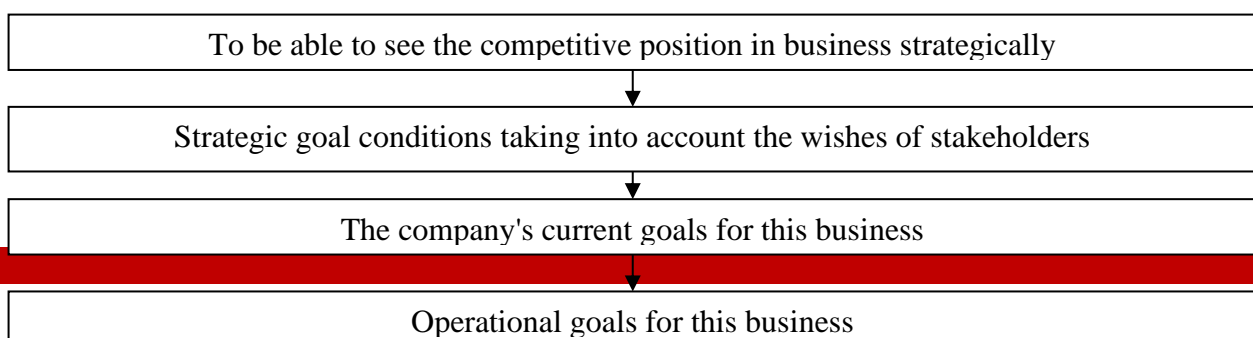 To be able to see the competitive position in business strategically
Strategic goal conditions taking into account the wishes of stakeholders
The company's current goals for this business
Operational goals for this business